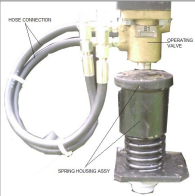 HOSE CONNECTION
OPERATING
VALVE
SPRING HOUSING ASSY